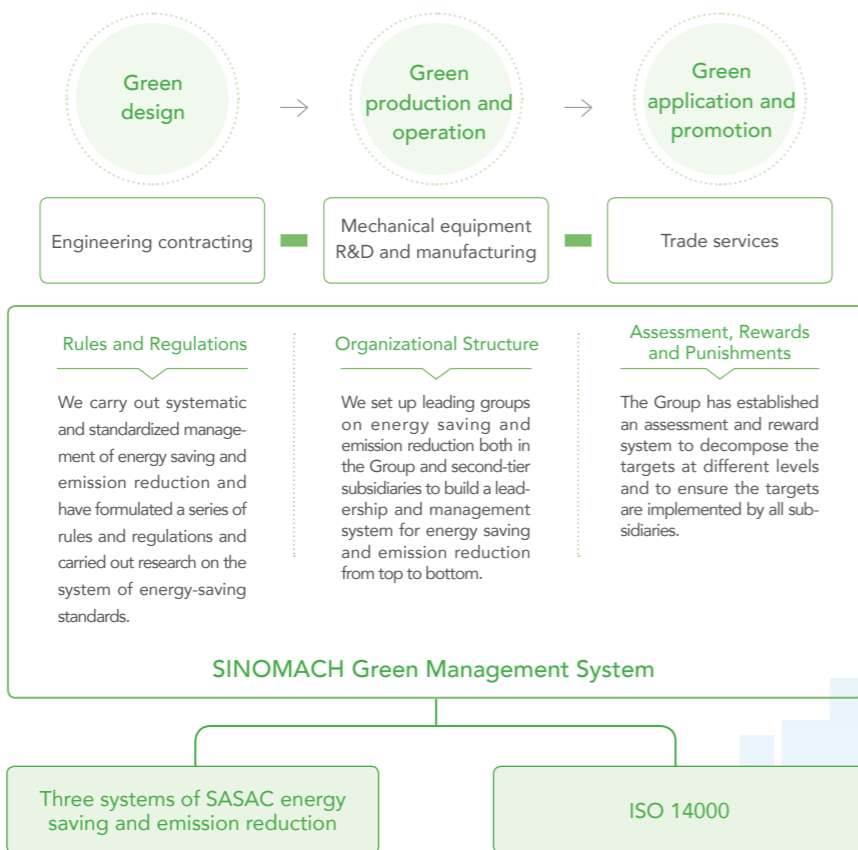 Green
design
Green
production and
operation
Green
application and
promotion
Engineering contracting
Mechanical equipment
R&D and manufacturing
Trade services
Rules and Regulations
We carry out systematic
and standardized manage-
ment of energy saving and
emission reduction and
have formulated a series of
rules and regulations and
carried out research on the
system of energy-saving
standards.
Organizational Structure
We set up leading groups
on energy saving and
emission reduction both in
the Group and second-tier
subsidiaries to build a lead-
ership and management
system for energy saving
and emission reduction
from top to bottom.
Assessment, Rewards
and Punishments
The Group has established
an assessment and reward
system to decompose the
targets at different levels
and to ensure the targets
are implemented by all sub-
sidiaries.
SINOMACH Green Management System
Three systems of SASAC energy
saving and emission reduction
ISO 14000